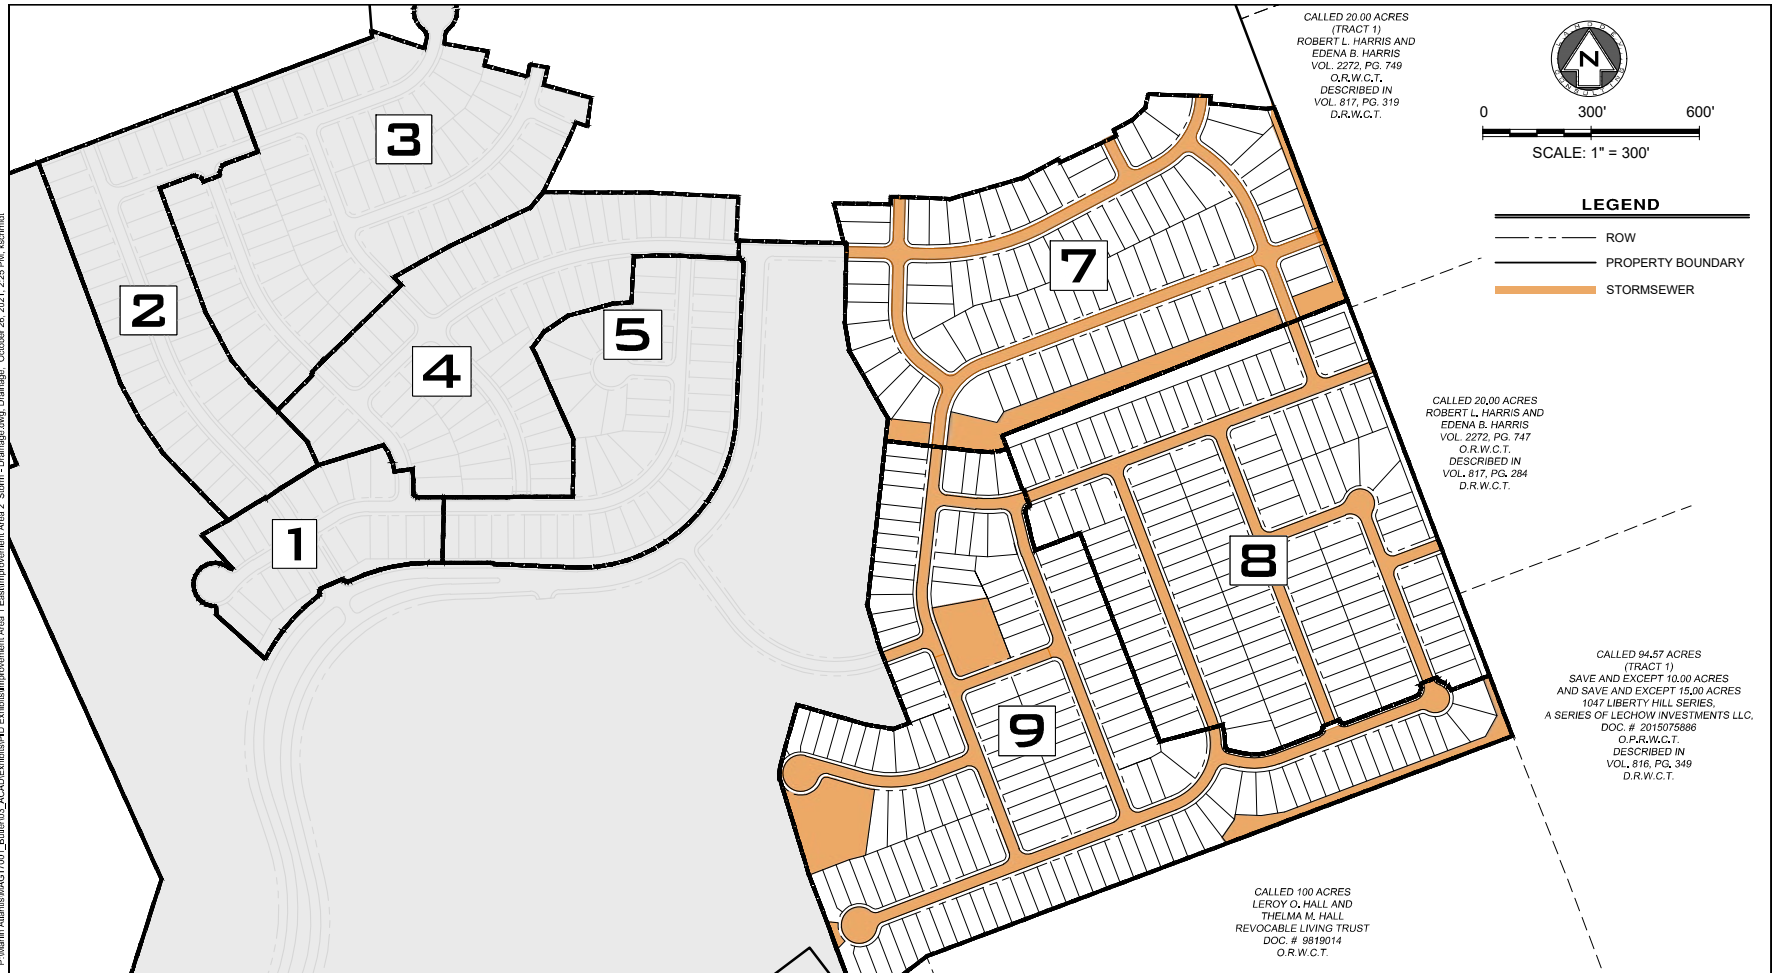 CALLED 20.00 ACRES
(TRACT 1)
ROBERT L. HARRIS AND
EDENA B. HARRIS
VOL. 2272, PG. 749
O.R.W.C.T.
DESCRIBED IN
VOL. 817, PG. 319
D.R.W.C.T.
N
0 300' 600'
SCALE: 1" = 300'
LEGEND
ROW
PROPERTY BOUNDARY
STORMSEWER
3
2
7
5
4
1
8
9
CALLED 20.00 ACRES
ROBERT L. HARRIS AND
EDENA B. HARRIS
VOL. 2272, PG. 747
O.R.W.C.T.
DESCRIBED IN
VOL. 817, PG. 284
D.R.W.C.T.
CALLED 94.57 ACRES
(TRACT 1)
SAVE AND EXCEPT 10.00 ACRES
AND SAVE AND EXCEPT 15.00 ACRES
1047 LIBERTY HILL SERIES,
A SERIES OF LECHOW INVESTMENTS LLC,
DOC. # 2015075886
O.P.R.W.C.T.
DESCRIBED IN
VOL. 816, PG. 349
D.R.W.C.T.
CALLED 100 ACRES
LEROY O. HALL AND
THELMA M. HALL
REVOCABLE LIVING TRUST
DOC. # 9819014
O.R.W.C.T.